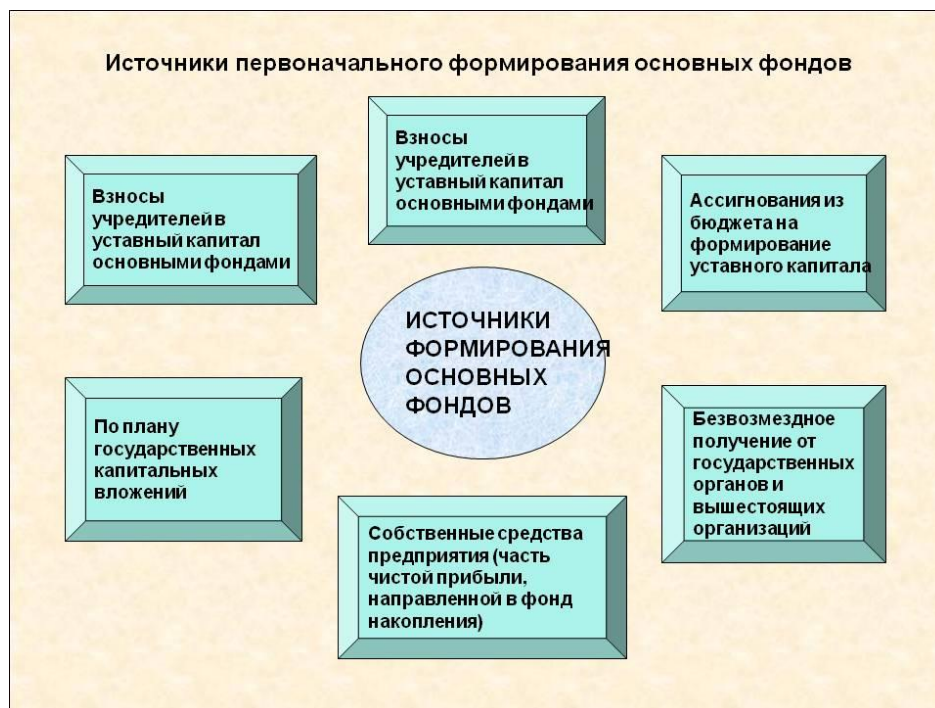 Источники первоначального формирования основных фондов
Взносы
учредителей в
уставный капитал
основными фондами
Взносы
учредителей в
уставный капитал
основными фондами
Ассигнования из
бюджета на
формирование
уставного капитала
ИСТОЧНИКИ
ФОРМИРОВАНИЯ
ОСНОВНЫХ
ФОНДОВ
По плану
государственных
капитальных
вложений
Безвозмездное
получение от
государственных
органов и
вышестоящих
организаций
Собственные средства
предприятия (часть
чистой прибыли,
направленной в фонд
накопления)